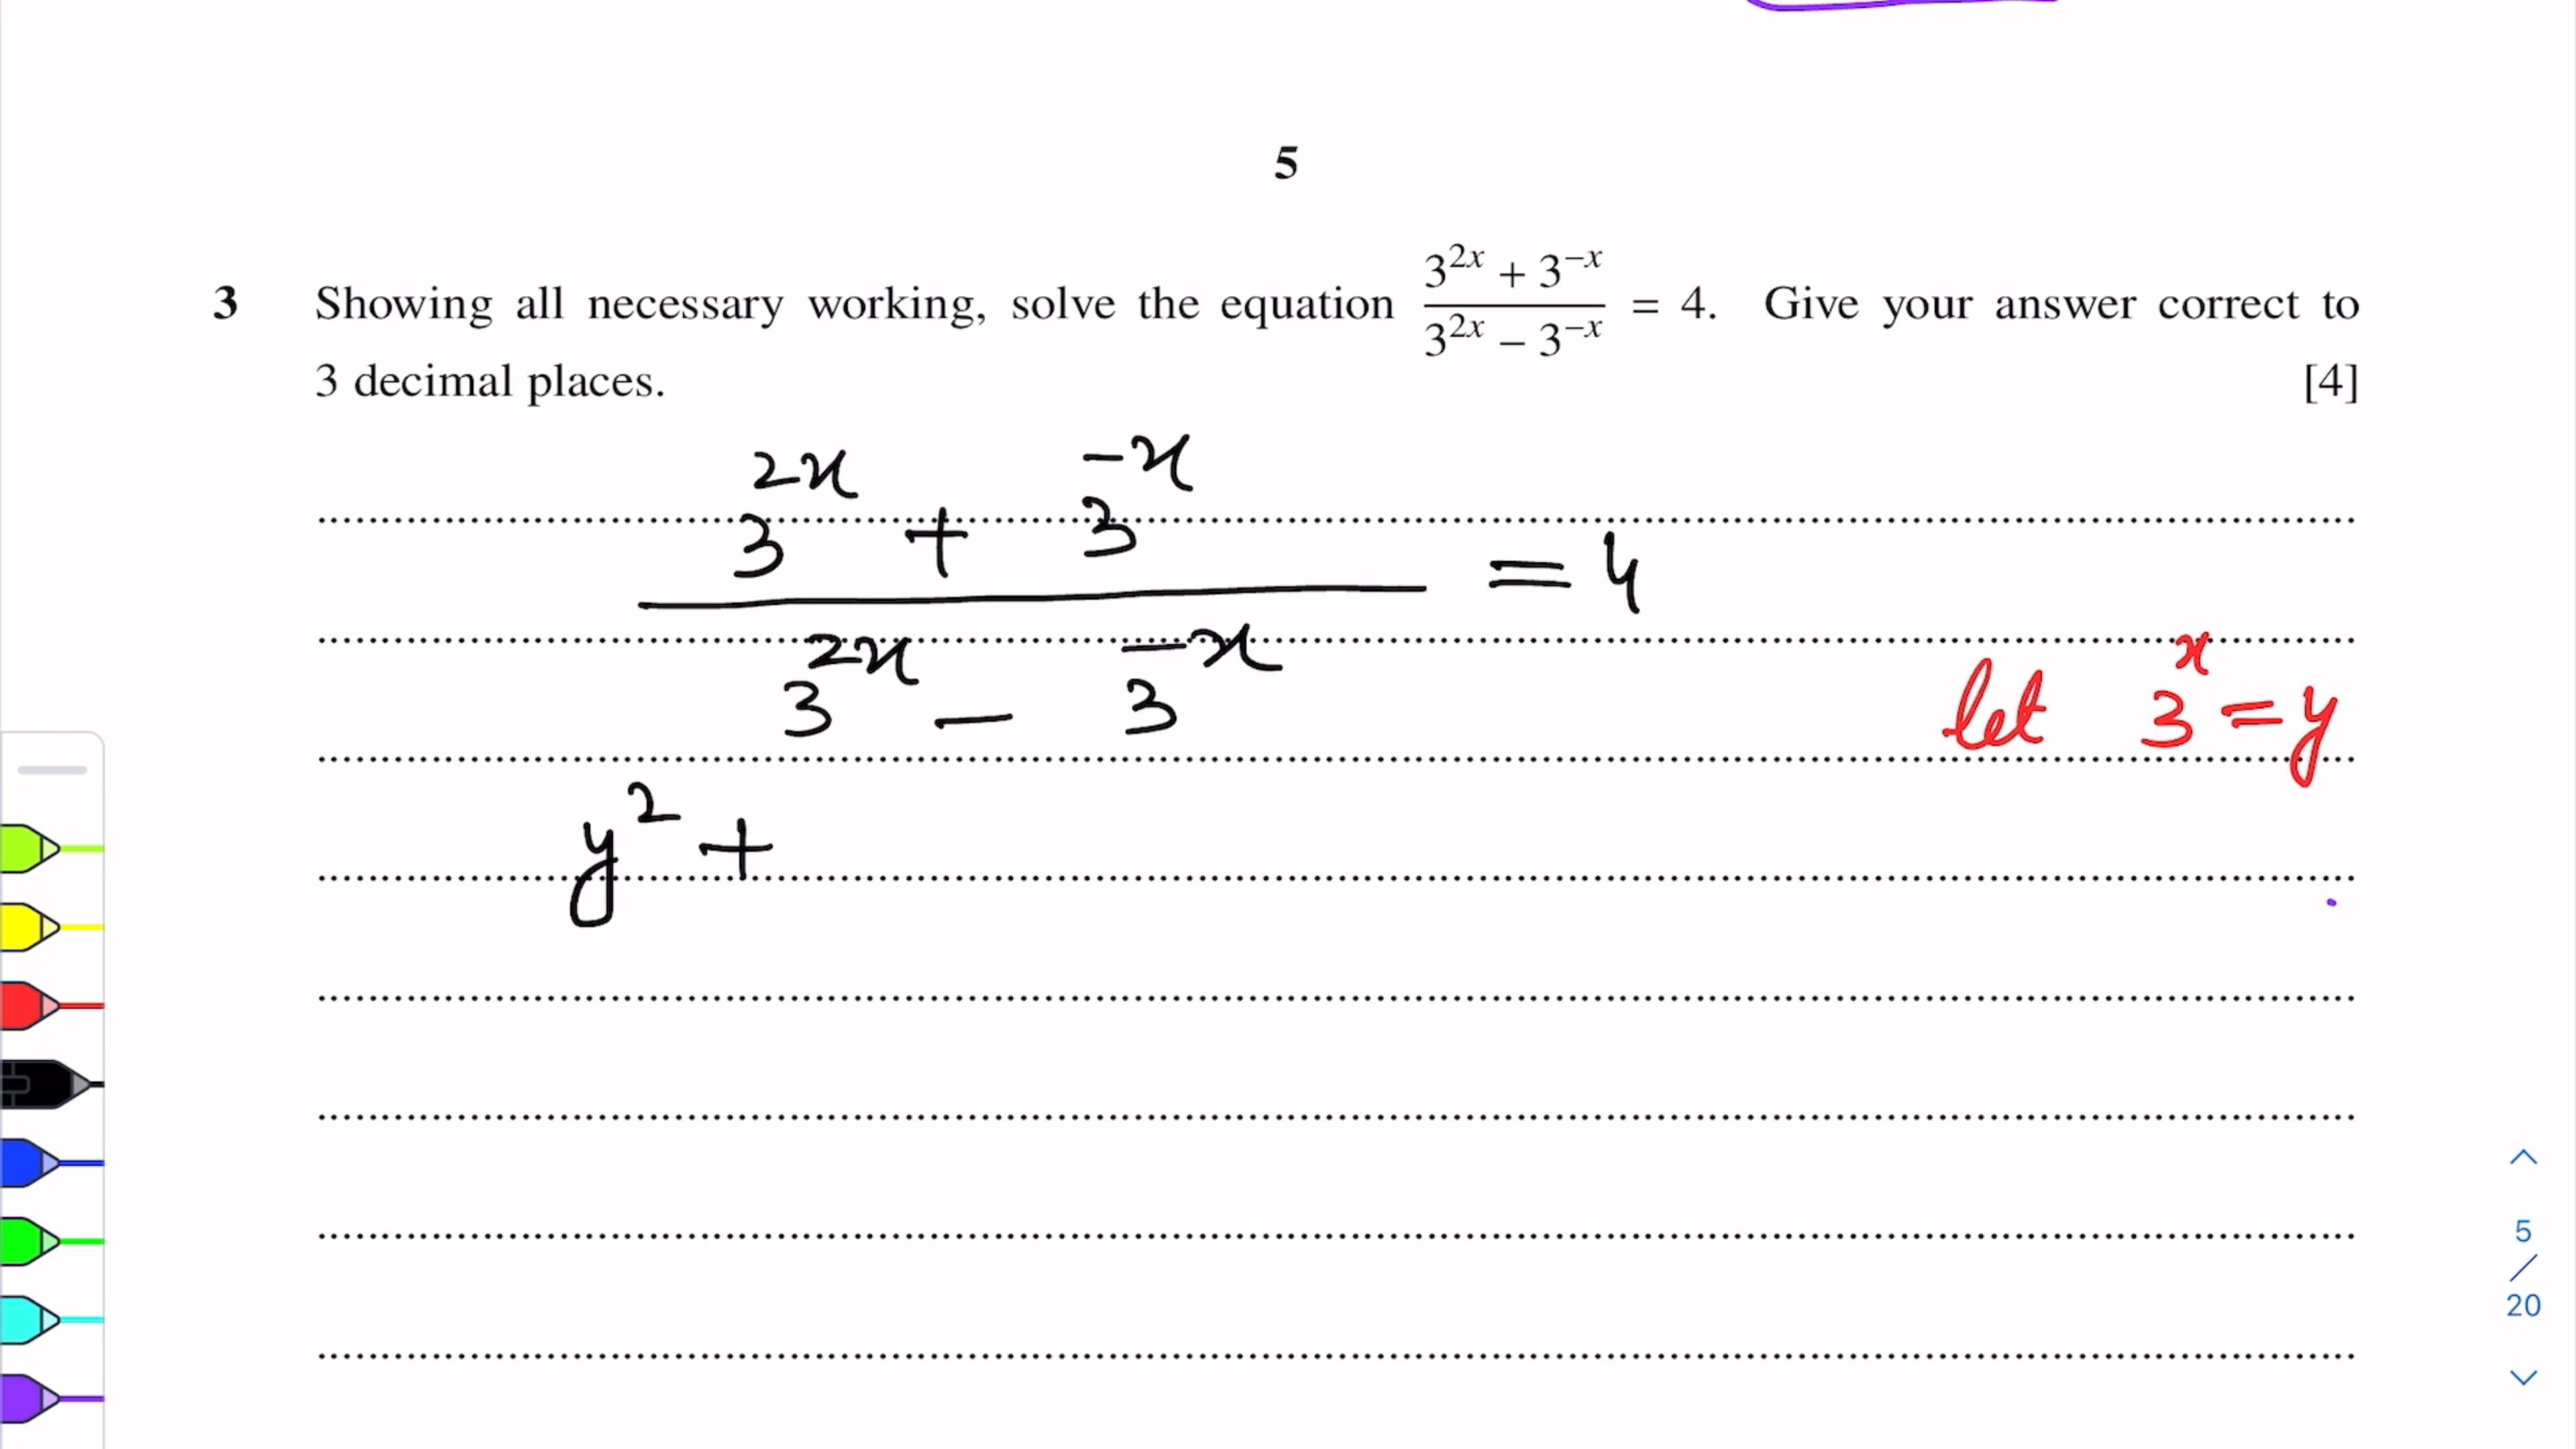 5
3 Showing all necessary working, solve the equation (3^{2x} + 3^{−x})/(3^{2x} − 3^{−x}) = 4. Give your answer correct to
3 decimal places. [4]
3^{2x} + 3^{-x}
= 4
3^{2x} - 3^{-x}
let 3^x = y
y^2 +
5
/
20